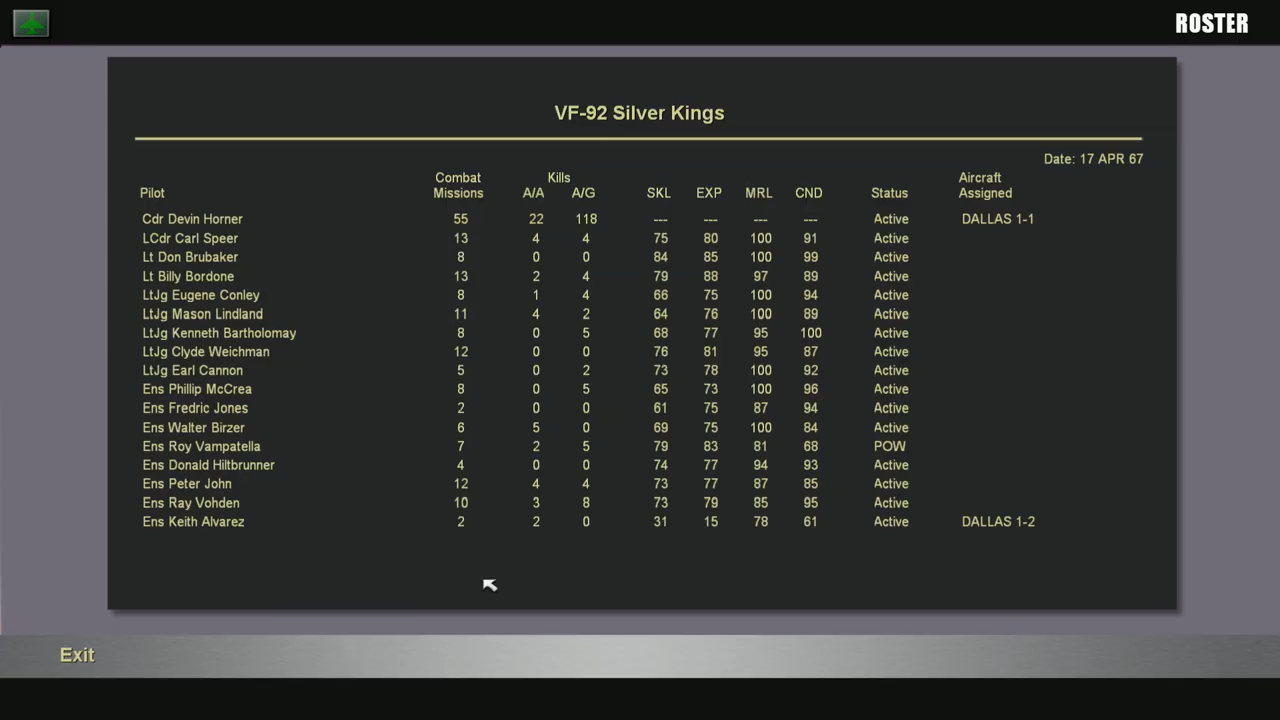 ROSTER
VF-92 Silver Kings
Date: 17 APR 67
Combat Kills Aircraft
Pilot Missions A/A A/G SKL EXP MRL CND Status Assigned
Cdr Devin Horner 55 22 118 --- --- --- --- Active DALLAS 1-1
LCdr Carl Speer 13 4 4 75 80 100 91 Active
Lt Don Brubaker 8 0 0 84 85 100 99 Active
Lt Billy Bordone 13 2 4 79 88 97 89 Active
LtJg Eugene Conley 8 1 4 66 75 100 94 Active
LtJg Mason Lindland 11 4 2 64 76 100 89 Active
LtJg Kenneth Bartholomay 8 0 5 68 77 95 100 Active
LtJg Clyde Weichman 12 0 0 76 81 95 87 Active
LtJg Earl Cannon 5 0 2 73 78 100 92 Active
Ens Phillip McCrea 8 0 5 65 73 100 96 Active
Ens Fredric Jones 2 0 0 61 75 87 94 Active
Ens Walter Birzer 6 5 0 69 75 100 84 Active
Ens Roy Vampatella 7 2 5 79 83 81 68 POW
Ens Donald Hiltbrunner 4 0 0 74 77 94 93 Active
Ens Peter John 12 4 4 73 77 87 85 Active
Ens Ray Vohden 10 3 8 73 79 85 95 Active
Ens Keith Alvarez 2 2 0 31 15 78 61 Active DALLAS 1-2
Exit